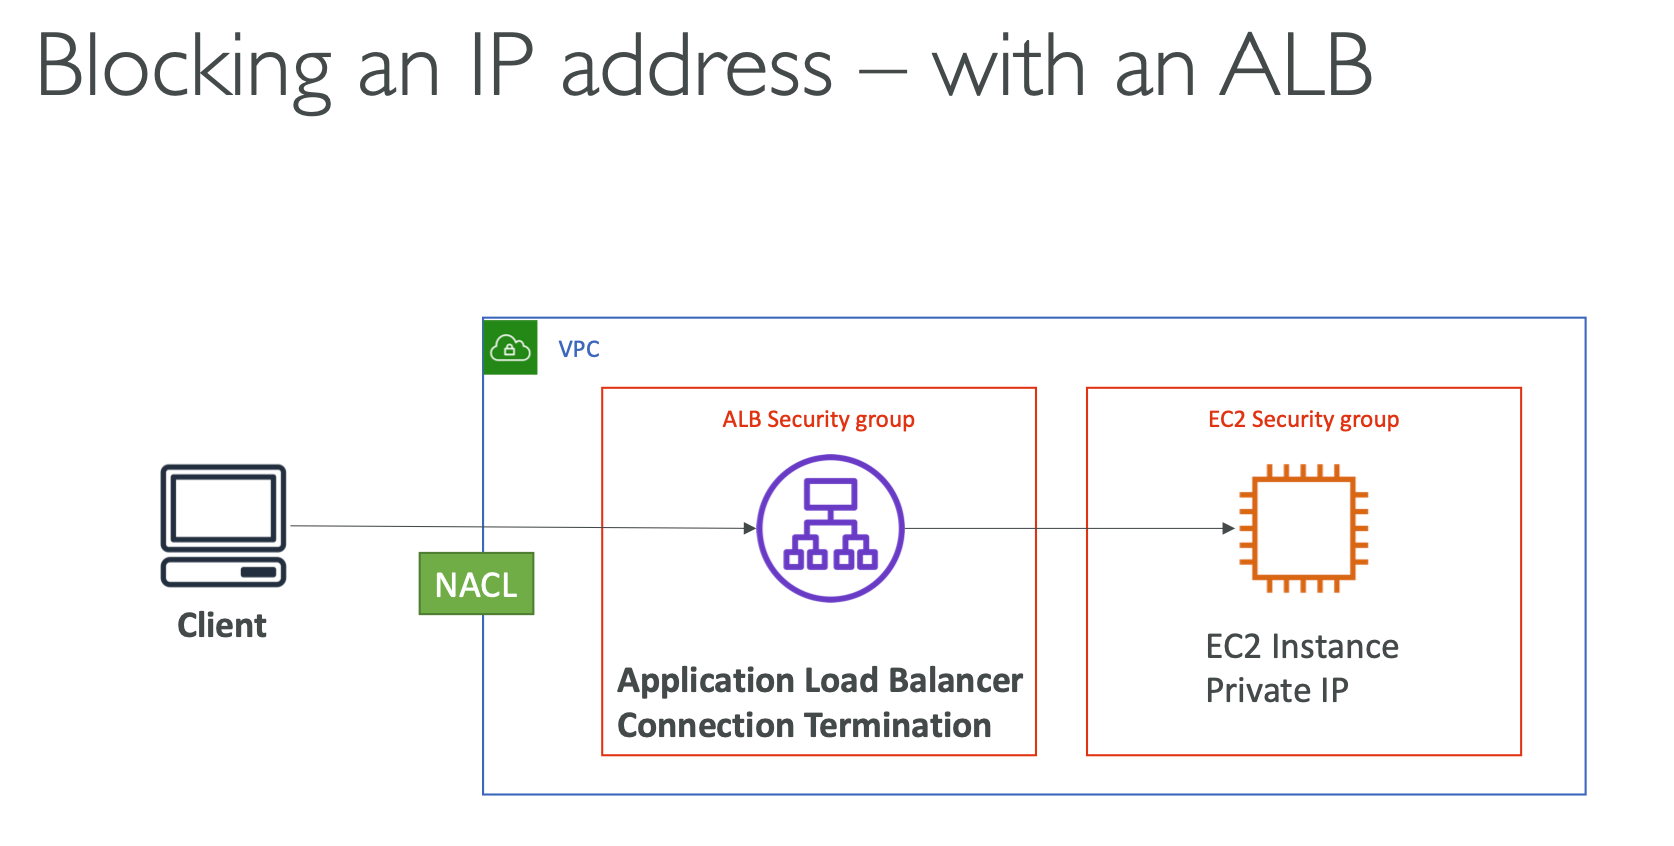 Blocking an IP address – with an ALB
VPC
ALB Security group
EC2 Security group
NACL
Client
Application Load Balancer
Connection Termination
EC2 Instance
Private IP